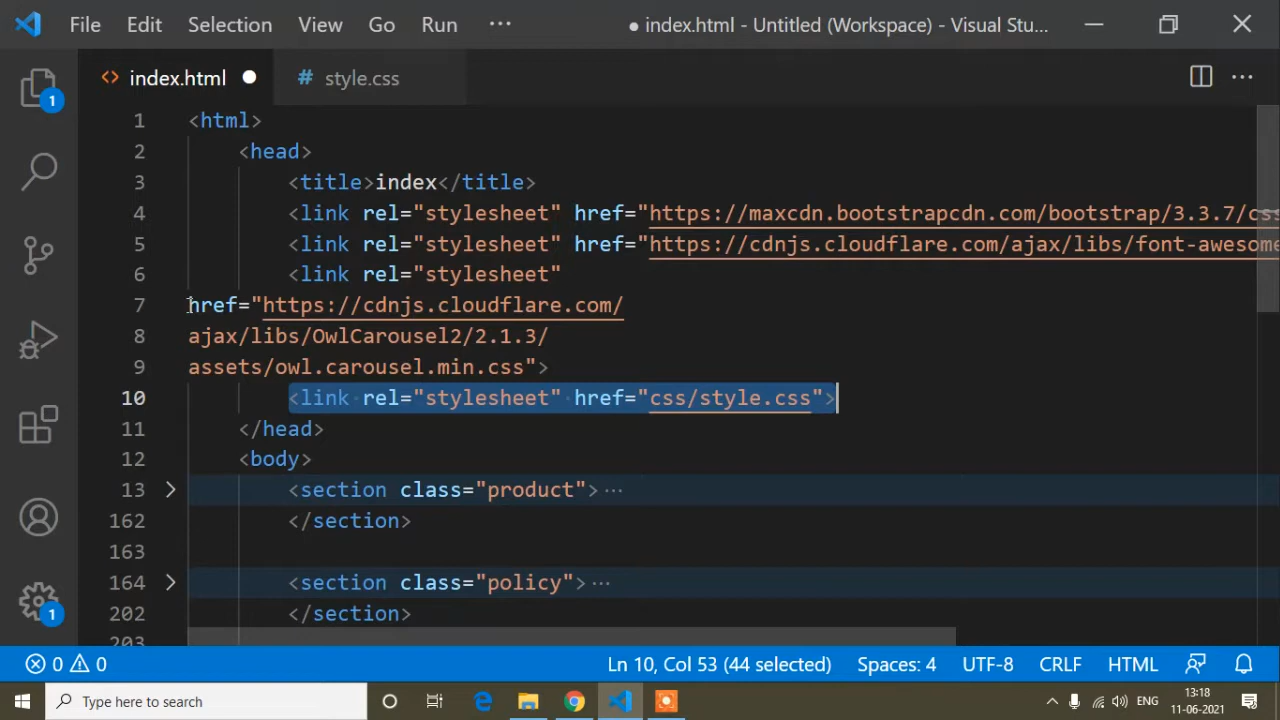 File Edit View Selection Go Run ··· ● index.html - Untitled (Workspace) - Visual Stu...
index.html ● # style.css ···
1 <html>
2 <head>
3 <title>index</title>
4 <link rel="stylesheet" href="https://maxcdn.bootstrapcdn.com/bootstrap/3.3.7/css
5 <link rel="stylesheet" href="https://cdnjs.cloudflare.com/ajax/libs/font-awesome
6 <link rel="stylesheet"
7 href="https://cdnjs.cloudflare.com/
8 ajax/libs/OwlCarousel2/2.1.3/
9 assets/owl.carousel.min.css">
10 <link rel="stylesheet" href="css/style.css">
11 </head>
12 <body>
13 <section class="product"> ···
162 </section>
163
164 <section class="policy"> ···
202 </section>
203
1
1
0 0 Ln 10, Col 53 (44 selected) Spaces: 4 UTF-8 CRLF HTML
Type here to search ENG 13:18
11-06-2021